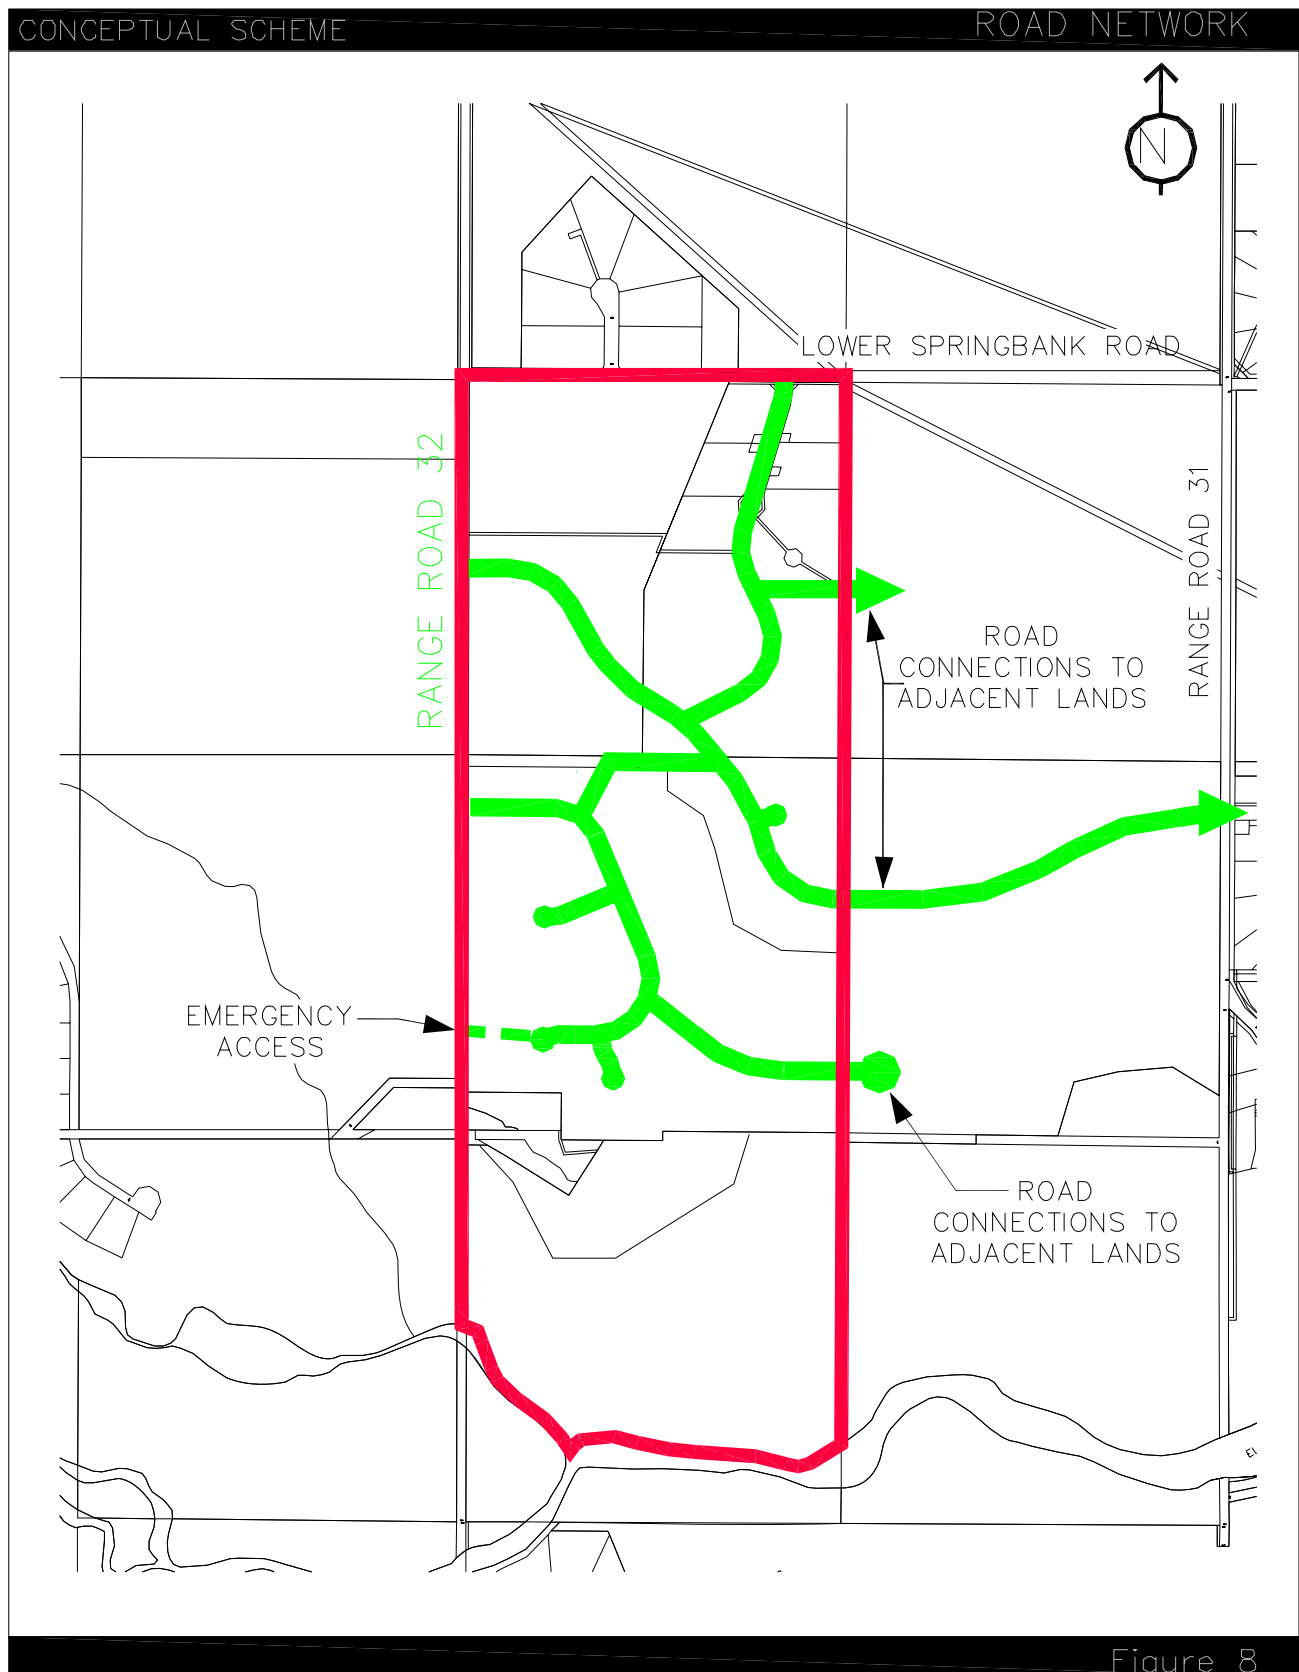 CONCEPTUAL SCHEME
ROAD NETWORK
N
LOWER SPRINGBANK ROAD
RANGE ROAD 32
RANGE ROAD 31
ROAD
CONNECTIONS TO
ADJACENT LANDS
EMERGENCY
ACCESS
ROAD
CONNECTIONS TO
ADJACENT LANDS
Figure 8